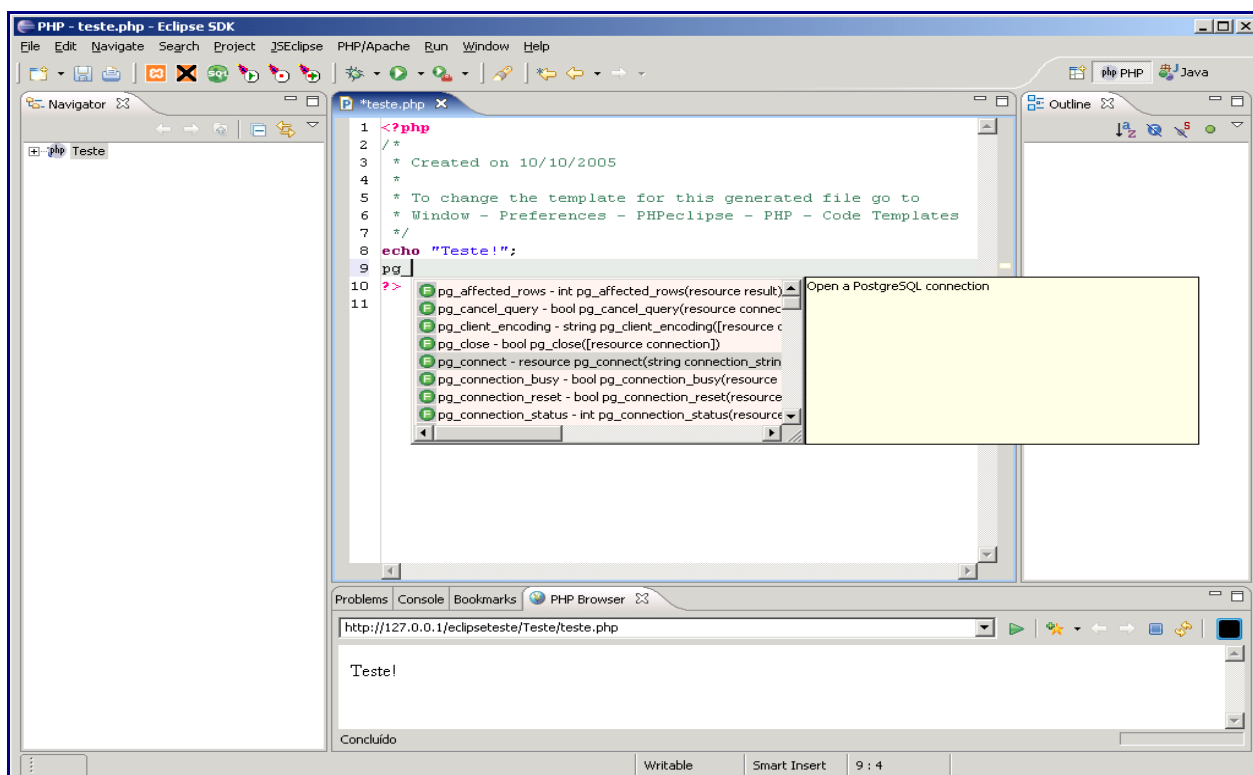 PHP - teste.php - Eclipse SDK
File Edit Navigate Search Project JSEclipse PHP/Apache Run Window Help
SQL
php PHP Java
Navigator
Teste
*teste.php
Outline
1 <?php
2 /*
3 * Created on 10/10/2005
4 *
5 * To change the template for this generated file go to
6 * Window - Preferences - PHPeclipse - PHP - Code Templates
7 */
8 echo "Teste!";
9 pg_
10 ?>
11
pg_affected_rows - int pg_affected_rows(resource result)
pg_cancel_query - bool pg_cancel_query(resource connec
pg_client_encoding - string pg_client_encoding([resource c
pg_close - bool pg_close([resource connection])
pg_connect - resource pg_connect(string connection_strin
pg_connection_busy - bool pg_connection_busy(resource
pg_connection_reset - bool pg_connection_reset(resource
pg_connection_status - int pg_connection_status(resource
Open a PostgreSQL connection
Problems Console Bookmarks PHP Browser
http://127.0.0.1/eclipseteste/Teste/teste.php
Teste!
Concluído
Writable Smart Insert 9 : 4